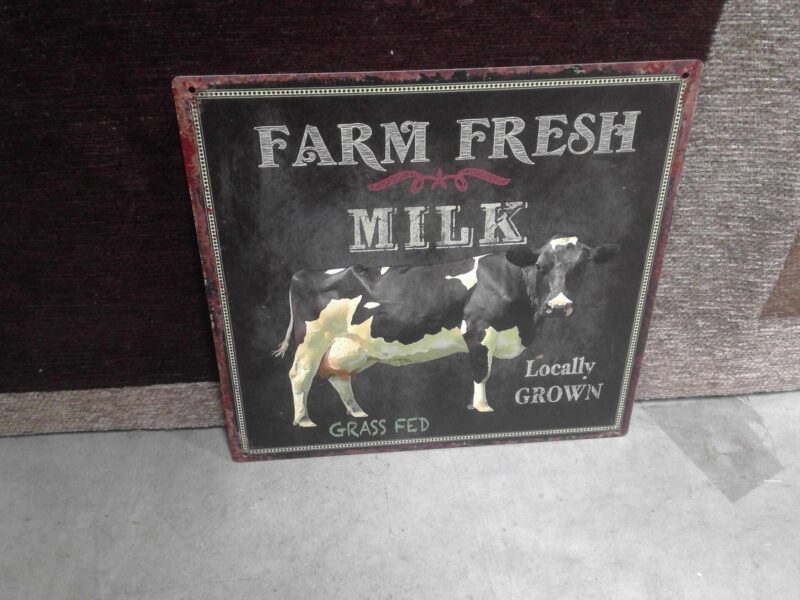 FARM FRESH
MILK
Locally
GROWN
GRASS FED